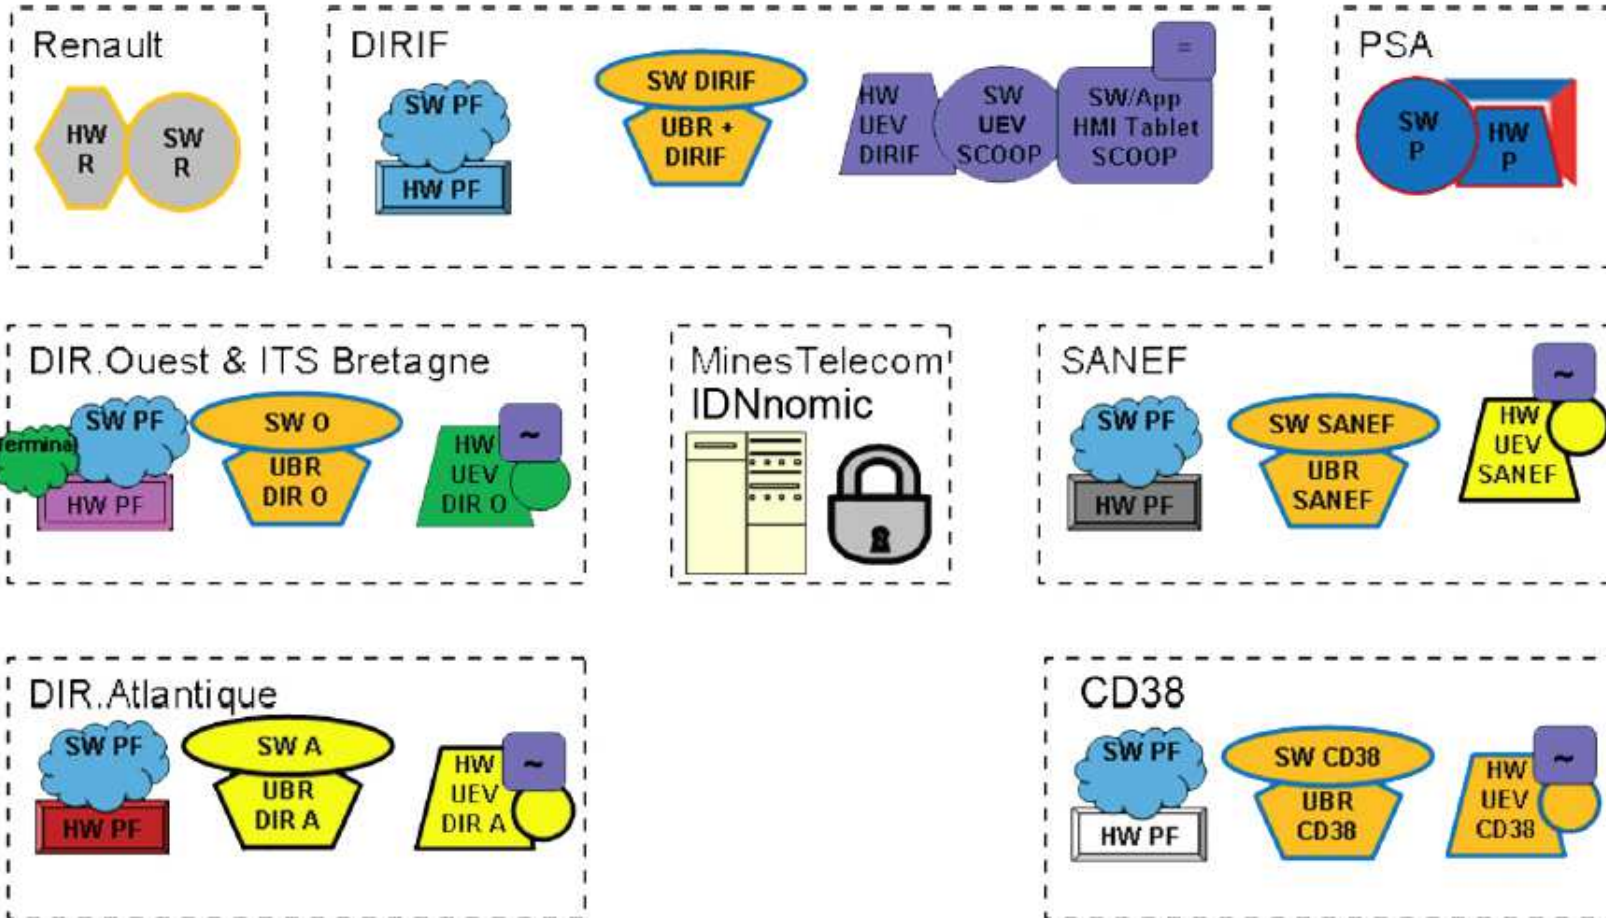 Renault
HW
R
SW
R
DIRIF
SW PF
HW PF
SW DIRIF
UBR +
DIRIF
HW
UEV
DIRIF
SW
UEV
SCOOP
=
SW/App
HMI Tablet
SCOOP
PSA
SW
P
HW
P
DIR.Ouest & ITS Bretagne
Termina
SW PF
HW PF
SW O
UBR
DIR O
HW
UEV
DIR O
~
MinesTelecom
IDNnomic
SANEF
SW PF
HW PF
SW SANEF
UBR
SANEF
~
HW
UEV
SANEF
DIR.Atlantique
SW PF
HW PF
SW A
UBR
DIR A
HW
UEV
DIR A
~
CD38
SW PF
HW PF
SW CD38
UBR
CD38
HW
UEV
CD38
~